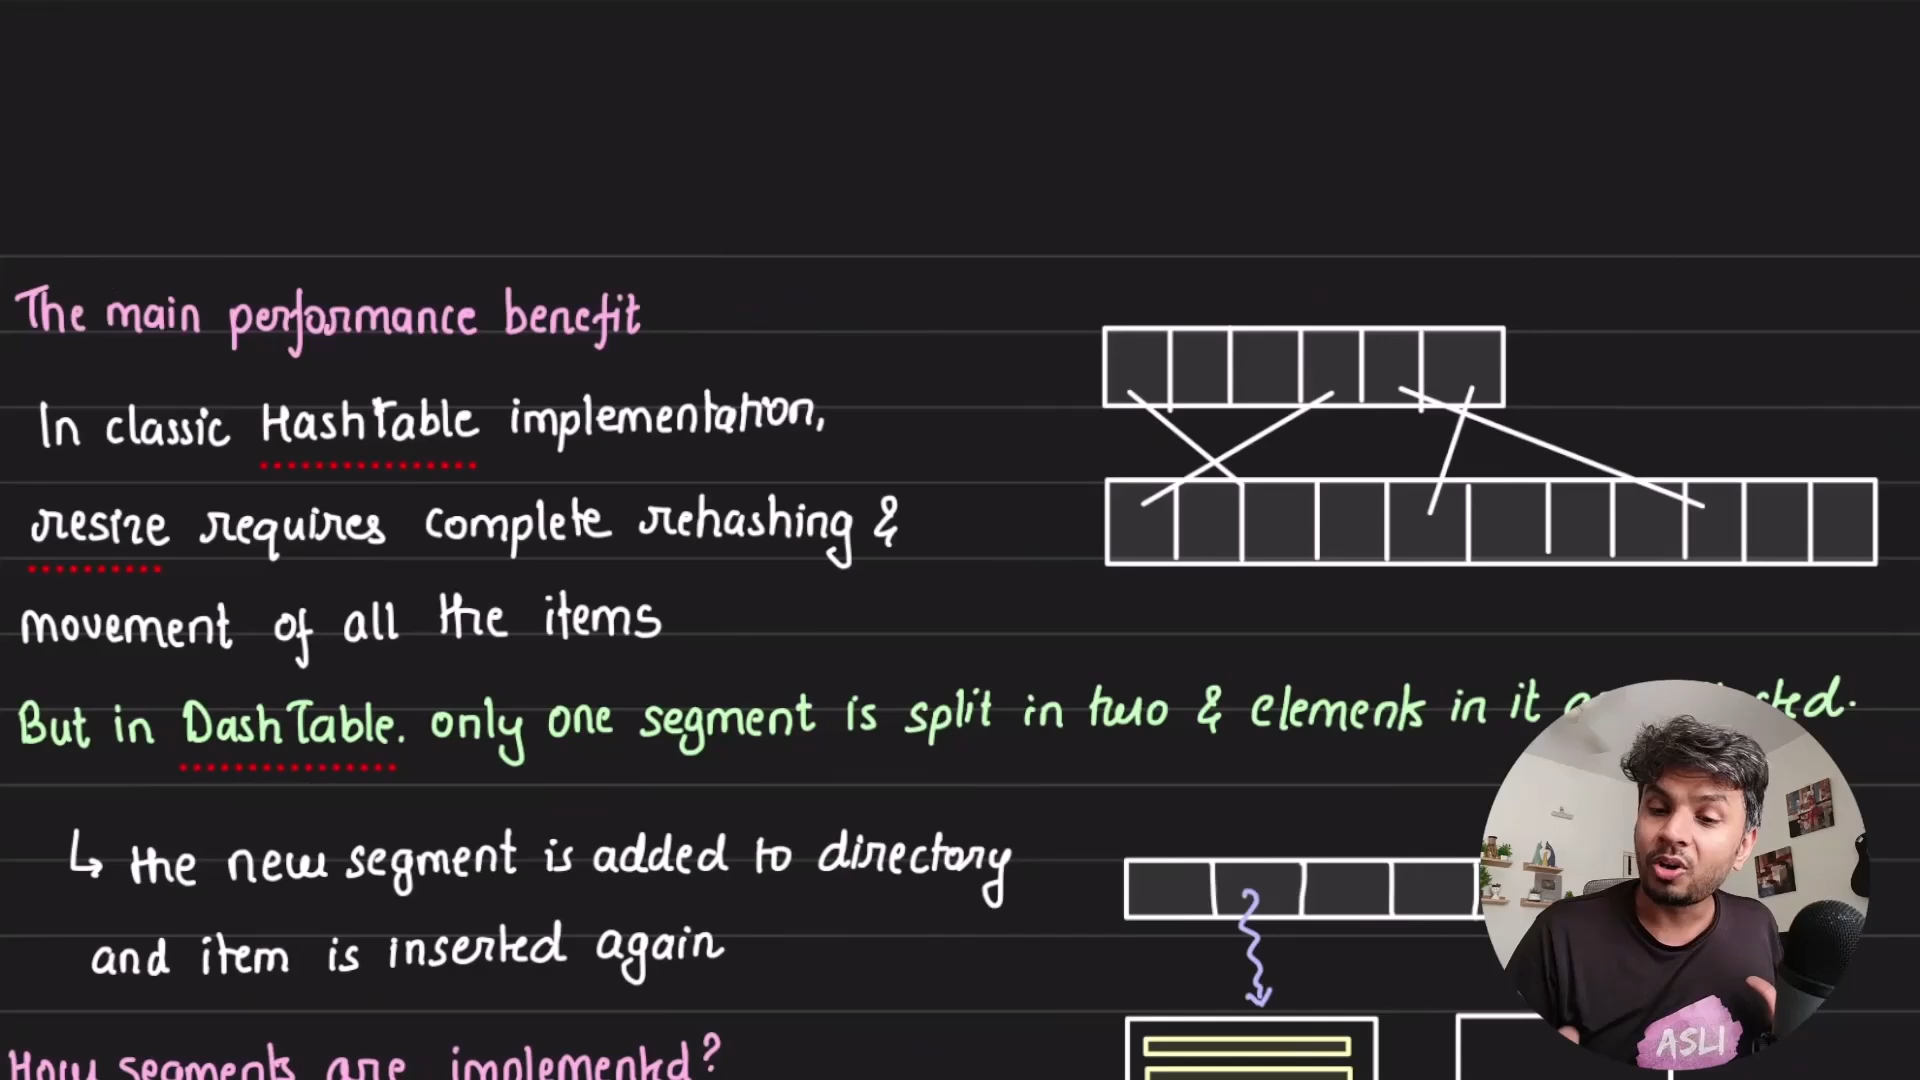 The main performance benefit
In classic HashTable implementation,
resize requires complete rehashing &
movement of all the items
But in DashTable. only one segment is split in two & elements in it
↳ the new segment is added to directory
and item is inserted again
How segments are implemented?
ASLI